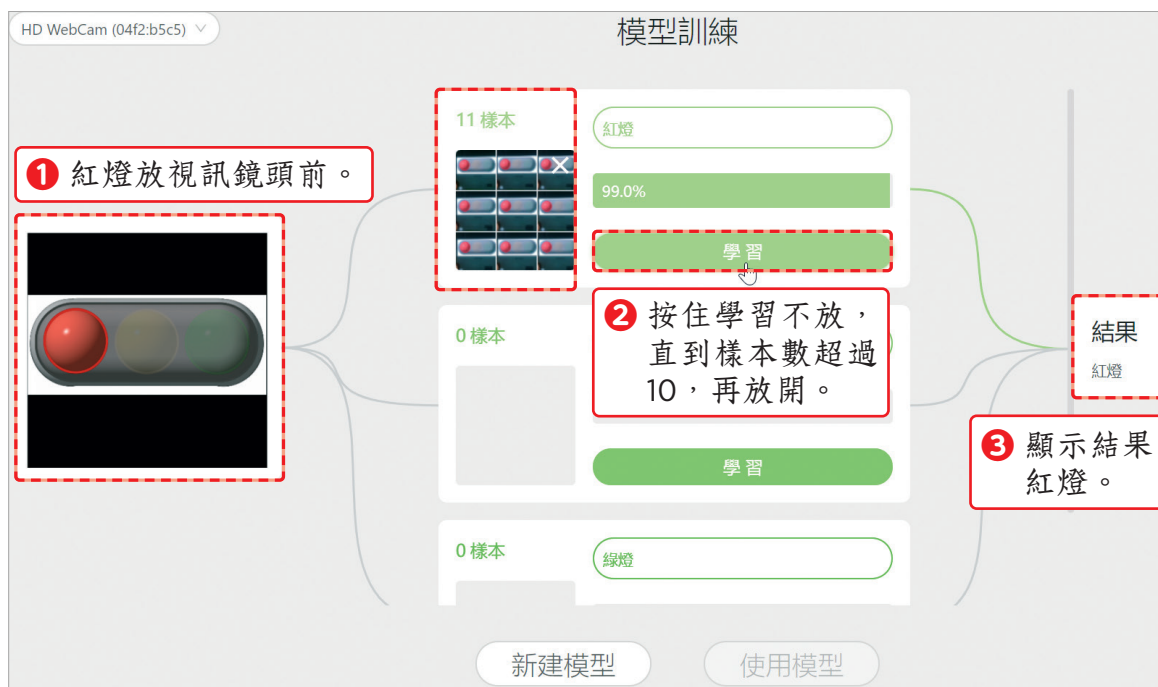 HD WebCam (04f2:b5c5)
模型訓練
❶ 紅燈放視訊鏡頭前。
11 樣本
紅燈
99.0%
學習
❷ 按住學習不放，
直到樣本數超過
10，再放開。
0 樣本
學習
結果
紅燈
❸ 顯示結果
紅燈。
0 樣本
綠燈
新建模型
使用模型